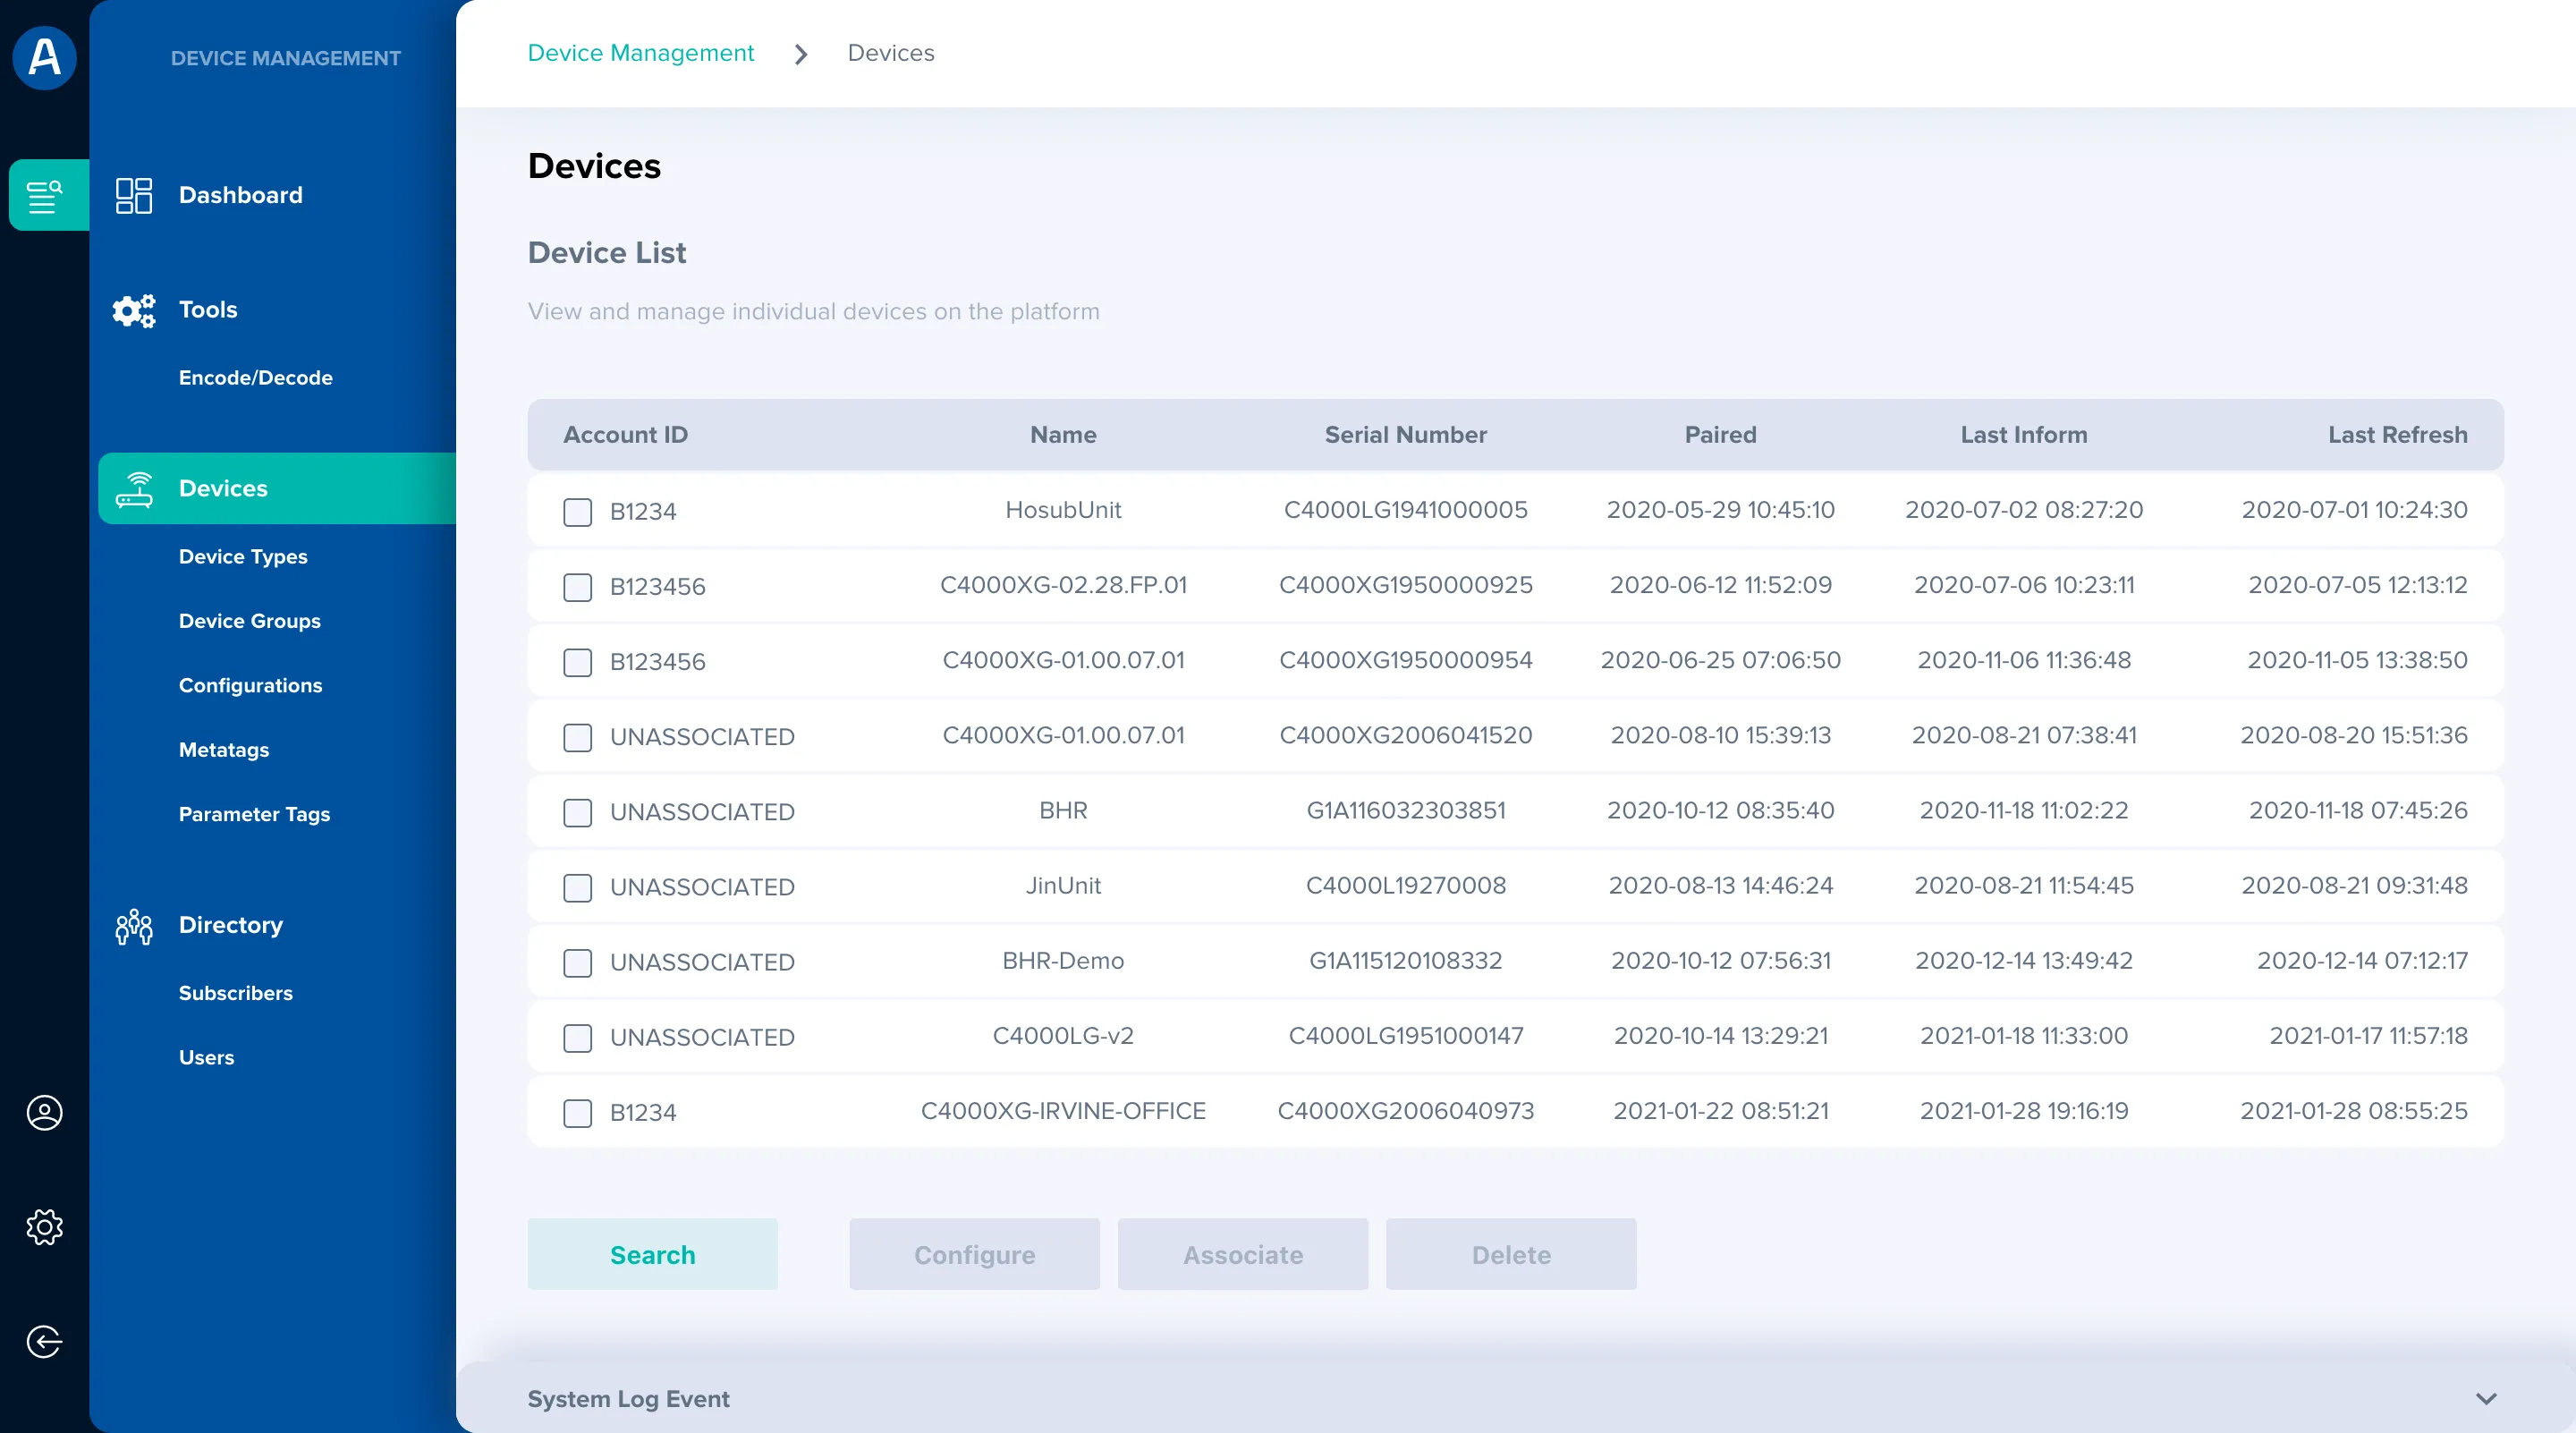 A
DEVICE MANAGEMENT
Dashboard
Tools
Encode/Decode
Devices
Device Types
Device Groups
Configurations
Metatags
Parameter Tags
Directory
Subscribers
Users
Device Management Devices
Devices
Device List
View and manage individual devices on the platform
Account ID Name Serial Number Paired Last Inform Last Refresh
B1234 HosubUnit C4000LG1941000005 2020-05-29 10:45:10 2020-07-02 08:27:20 2020-07-01 10:24:30
B123456 C4000XG-02.28.FP.01 C4000XG1950000925 2020-06-12 11:52:09 2020-07-06 10:23:11 2020-07-05 12:13:12
B123456 C4000XG-01.00.07.01 C4000XG1950000954 2020-06-25 07:06:50 2020-11-06 11:36:48 2020-11-05 13:38:50
UNASSOCIATED C4000XG-01.00.07.01 C4000XG2006041520 2020-08-10 15:39:13 2020-08-21 07:38:41 2020-08-20 15:51:36
UNASSOCIATED BHR G1A116032303851 2020-10-12 08:35:40 2020-11-18 11:02:22 2020-11-18 07:45:26
UNASSOCIATED JinUnit C4000L19270008 2020-08-13 14:46:24 2020-08-21 11:54:45 2020-08-21 09:31:48
UNASSOCIATED BHR-Demo G1A115120108332 2020-10-12 07:56:31 2020-12-14 13:49:42 2020-12-14 07:12:17
UNASSOCIATED C4000LG-v2 C4000LG1951000147 2020-10-14 13:29:21 2021-01-18 11:33:00 2021-01-17 11:57:18
B1234 C4000XG-IRVINE-OFFICE C4000XG2006040973 2021-01-22 08:51:21 2021-01-28 19:16:19 2021-01-28 08:55:25
Search Configure Associate Delete
System Log Event